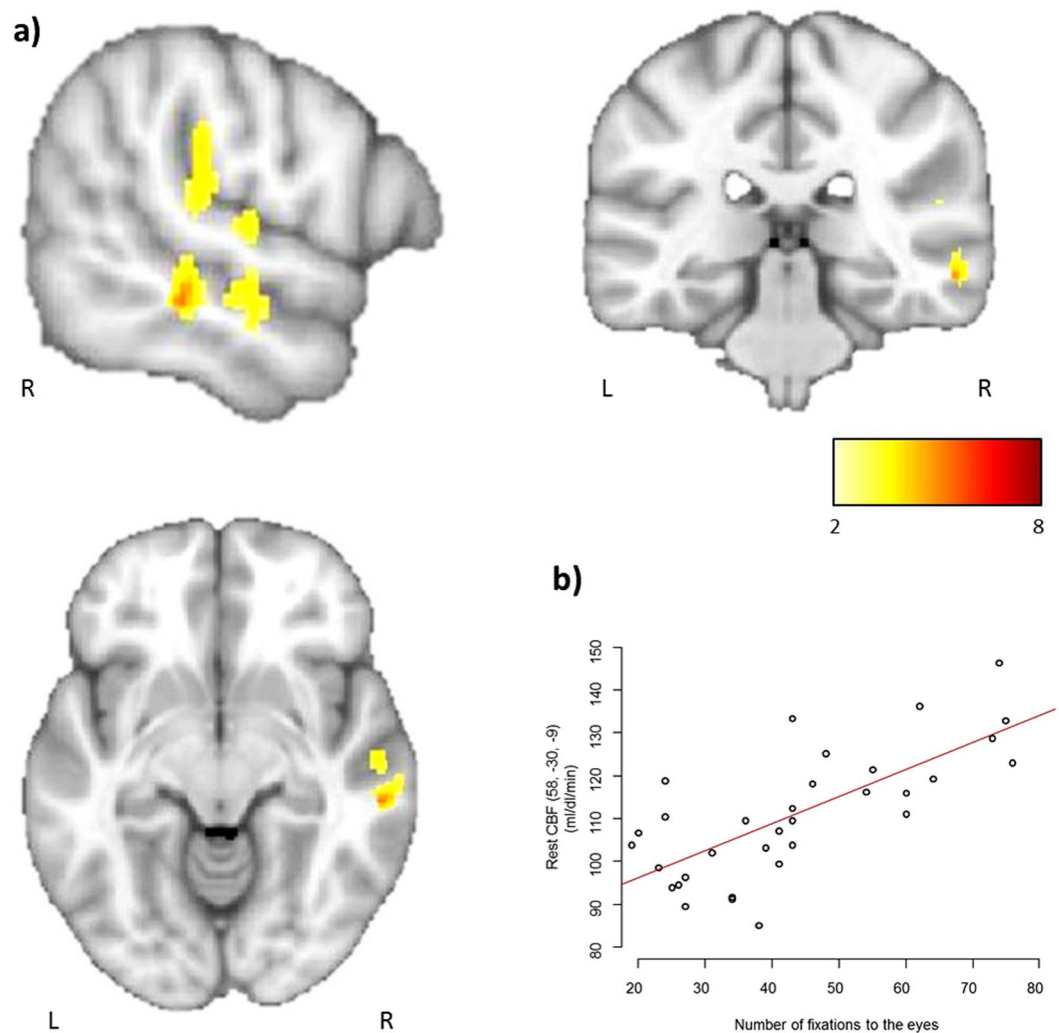 a)
R
L R
2 8
L R
b)
Rest CBF (58, -30, -9)
(ml/dl/min)
150
140
130
120
110
100
90
80
20 30 40 50 60 70 80
Number of fixations to the eyes